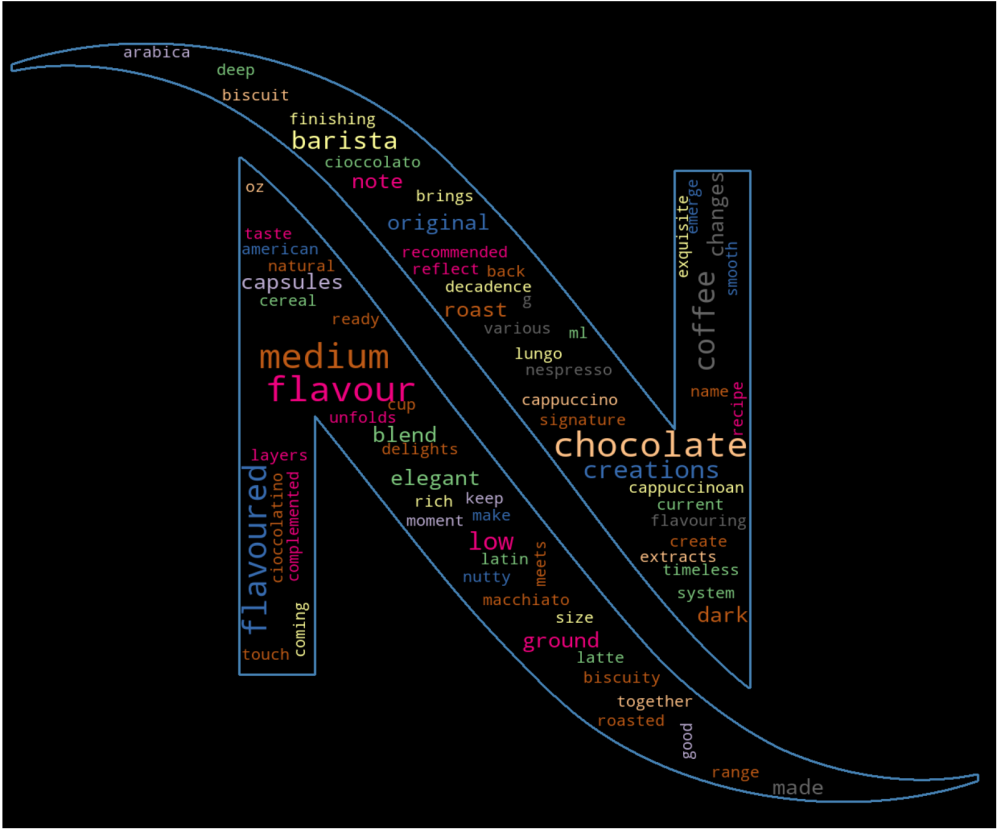 arabica
deep
biscuit
finishing
barista
cioccolato
note
brings
original
recommended
reflect back
decadence
g
roast
various
ml
lungo
nespresso
cappuccino
signature
chocolate
creations
cappuccinoan
current
flavouring
create
extracts
timeless
system
dark
exquisite
emerge
changes
smooth
coffee
name
recipe
oz
taste
american
natural
capsules
cereal
ready
medium
flavour
cup
unfolds
blend
delights
layers
flavoured
cioccolatino
complemented
coming
touch
elegant
rich
keep
moment
make
low
latin
meets
nutty
macchiato
size
ground
latte
biscuity
together
roasted
good
range
made